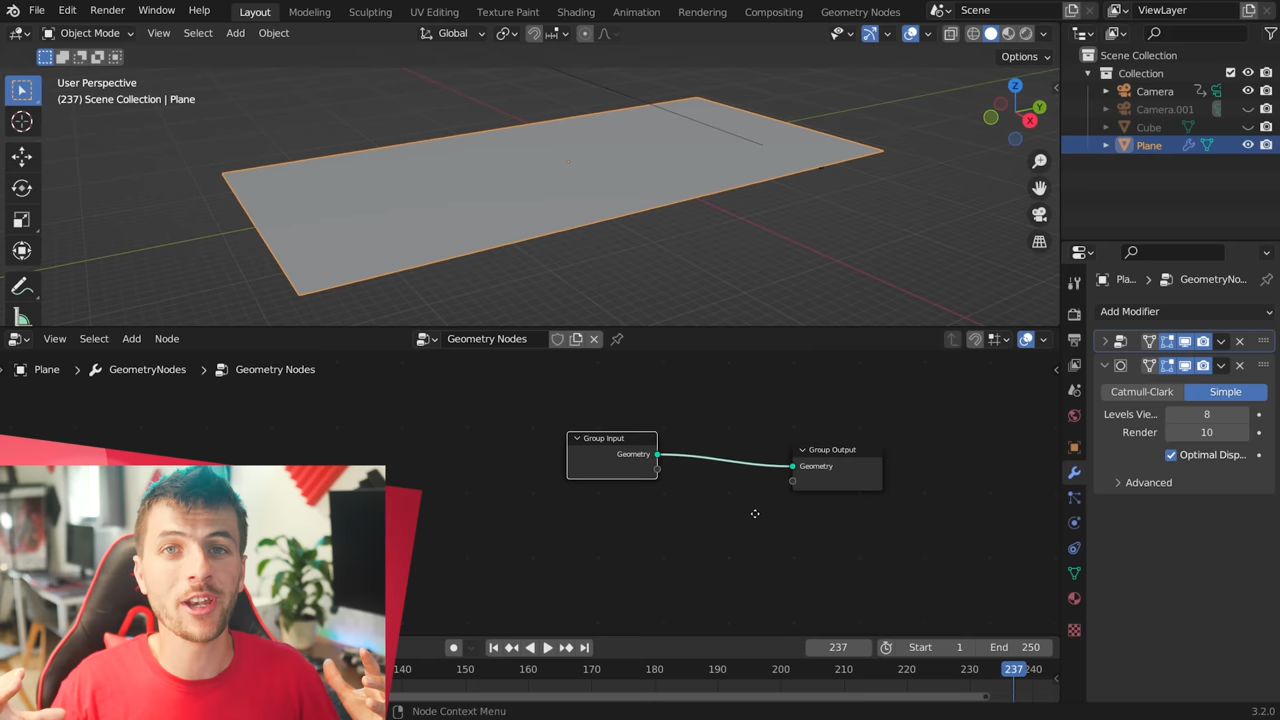 File Edit Render Window Help Layout Modeling Sculpting UV Editing Texture Paint Shading Animation Rendering Compositing Geometry Nodes Scene ViewLayer
Object Mode View Select Add Object Global
Options
User Perspective
(237) Scene Collection | Plane
Z
Y
X
Scene Collection
Collection
Camera
Camera.001
Cube
Plane
Pla... GeometryNo...
Add Modifier
Catmull-Clark Simple
Levels Vie... 8
Render 10
Optimal Disp...
Advanced
View Select Add Node Geometry Nodes
Plane GeometryNodes Geometry Nodes
Group Input
Geometry
Group Output
Geometry
237 Start 1 End 250
140 150 160 170 180 190 200 210 220 230 237 240
Node Context Menu
3.2.0